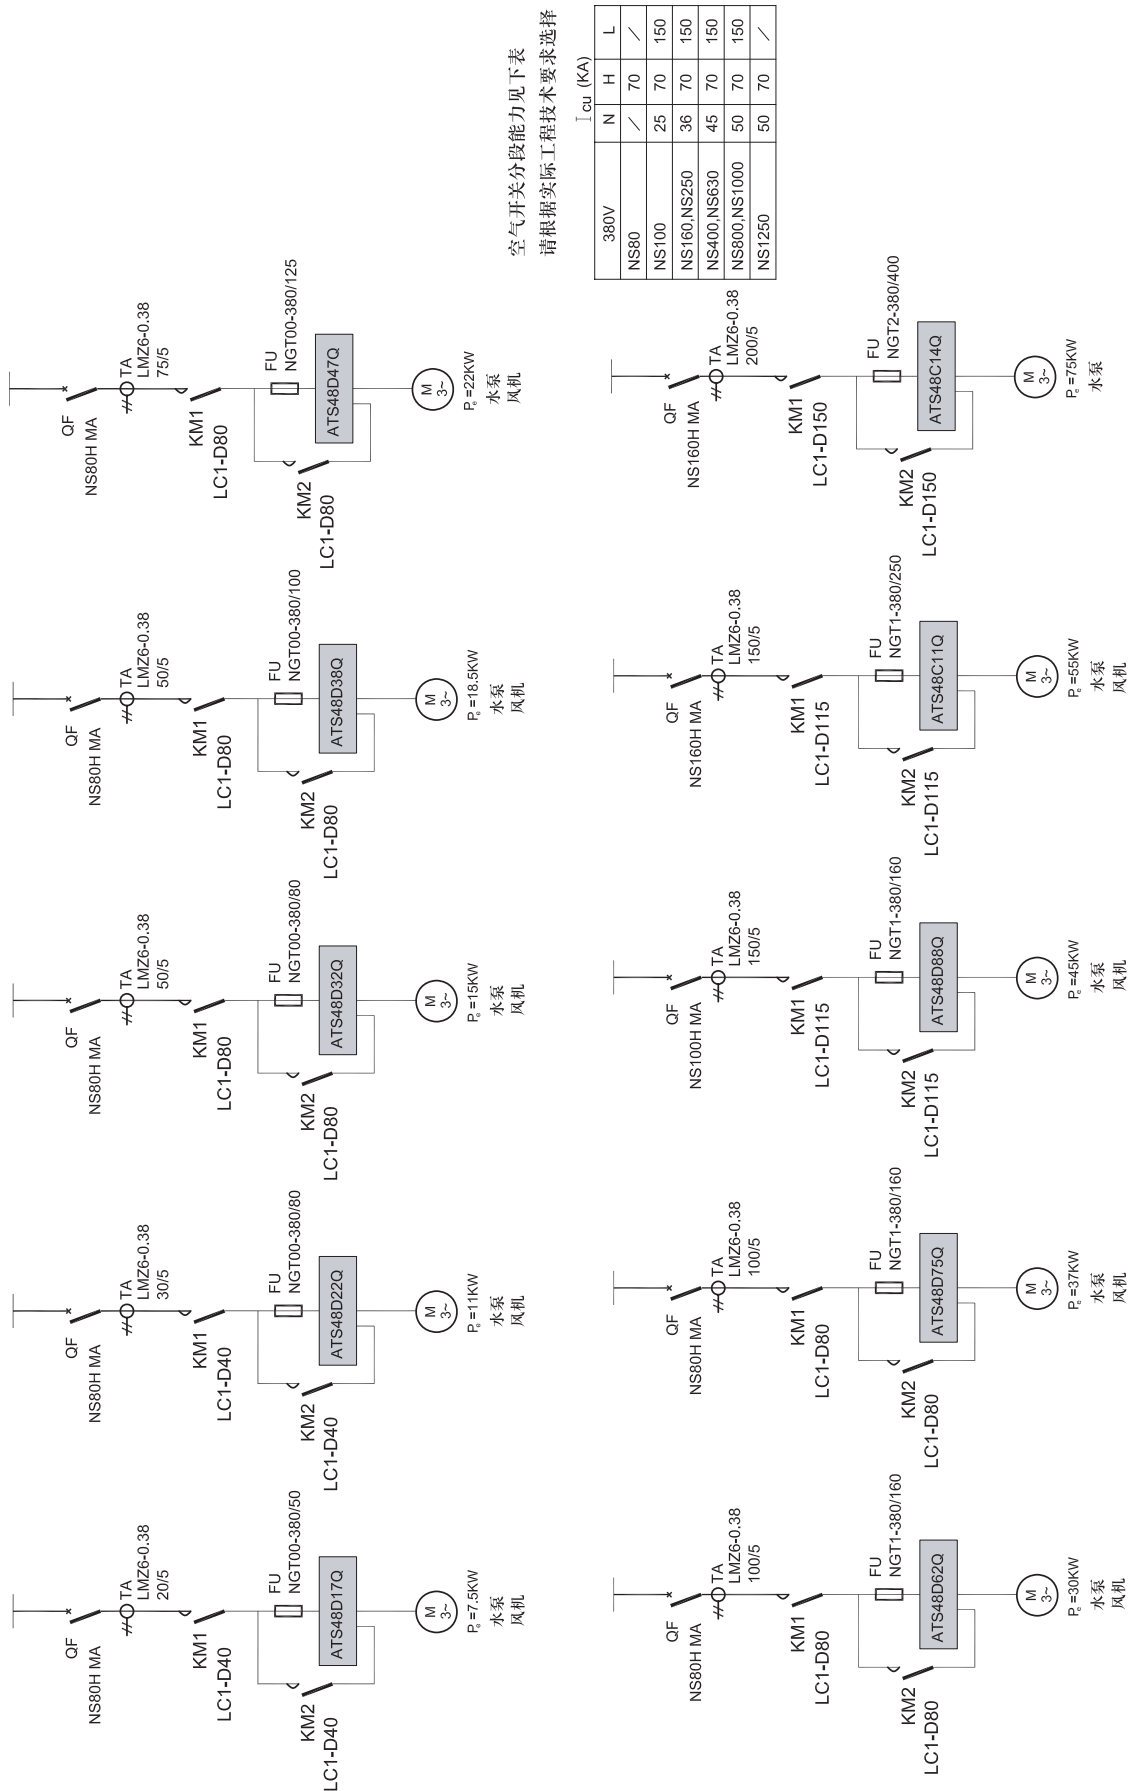 QF
NS80H MA
TA
LMZ6-0.38
20/5
KM1
LC1-D40
FU
NGT00-380/50
ATS48D17Q
KM2
LC1-D40
M
3~
Pe=7.5KW
水泵
风机
QF
NS80H MA
TA
LMZ6-0.38
30/5
KM1
LC1-D40
FU
NGT00-380/80
ATS48D22Q
KM2
LC1-D40
M
3~
Pe=11KW
水泵
风机
QF
NS80H MA
TA
LMZ6-0.38
50/5
KM1
LC1-D80
FU
NGT00-380/80
ATS48D32Q
KM2
LC1-D80
M
3~
Pe=15KW
水泵
风机
QF
NS80H MA
TA
LMZ6-0.38
50/5
KM1
LC1-D80
FU
NGT00-380/100
ATS48D38Q
KM2
LC1-D80
M
3~
Pe=18.5KW
水泵
风机
QF
NS80H MA
TA
LMZ6-0.38
75/5
KM1
LC1-D80
FU
NGT00-380/125
ATS48D47Q
KM2
LC1-D80
M
3~
Pe=22KW
水泵
风机
空气开关分段能力见下表
请根据实际工程技术要求选择
Icu (KA)
380V N H L
NS80 / 70 /
NS100 25 70 150
NS160,NS250 36 70 150
NS400,NS630 45 70 150
NS800,NS1000 50 70 150
NS1250 50 70 /
QF
NS80H MA
TA
LMZ6-0.38
100/5
KM1
LC1-D80
FU
NGT1-380/160
ATS48D62Q
KM2
LC1-D80
M
3~
Pe=30KW
水泵
风机
QF
NS80H MA
TA
LMZ6-0.38
100/5
KM1
LC1-D80
FU
NGT1-380/160
ATS48D75Q
KM2
LC1-D80
M
3~
Pe=37KW
水泵
风机
QF
NS100H MA
TA
LMZ6-0.38
150/5
KM1
LC1-D115
FU
NGT1-380/160
ATS48D88Q
KM2
LC1-D115
M
3~
Pe=45KW
水泵
风机
QF
NS160H MA
TA
LMZ6-0.38
150/5
KM1
LC1-D115
FU
NGT1-380/250
ATS48C11Q
KM2
LC1-D115
M
3~
Pe=55KW
水泵
风机
QF
NS160H MA
TA
LMZ6-0.38
200/5
KM1
LC1-D150
FU
NGT2-380/400
ATS48C14Q
KM2
LC1-D150
M
3~
Pe=75KW
水泵